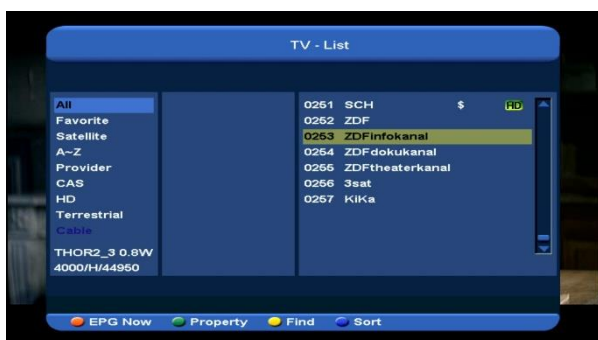 TV - List
All
Favorite
Satellite
A~Z
Provider
CAS
HD
Terrestrial
Cable
THOR2_3 0.8W
4000/H/44950
0251 SCH $ HD
0252 ZDF
0253 ZDFinfokanal
0254 ZDFdokukanal
0255 ZDFtheaterkanal
0256 3sat
0257 KiKa
EPG Now Property Find Sort